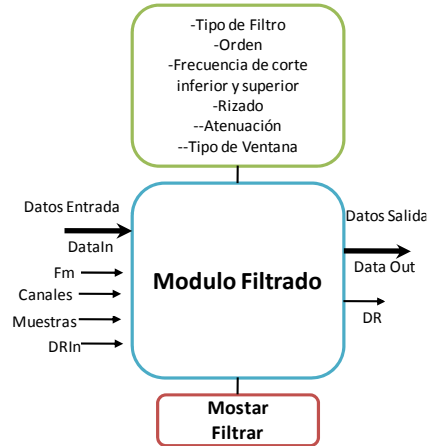 -Tipo de Filtro
-Orden
-Frecuencia de corte
inferior y superior
-Rizado
--Atenuación
--Tipo de Ventana
Datos Entrada
DataIn
Fm
Canales
Muestras
DRIn
Modulo Filtrado
Datos Salida
Data Out
DR
Mostar
Filtrar